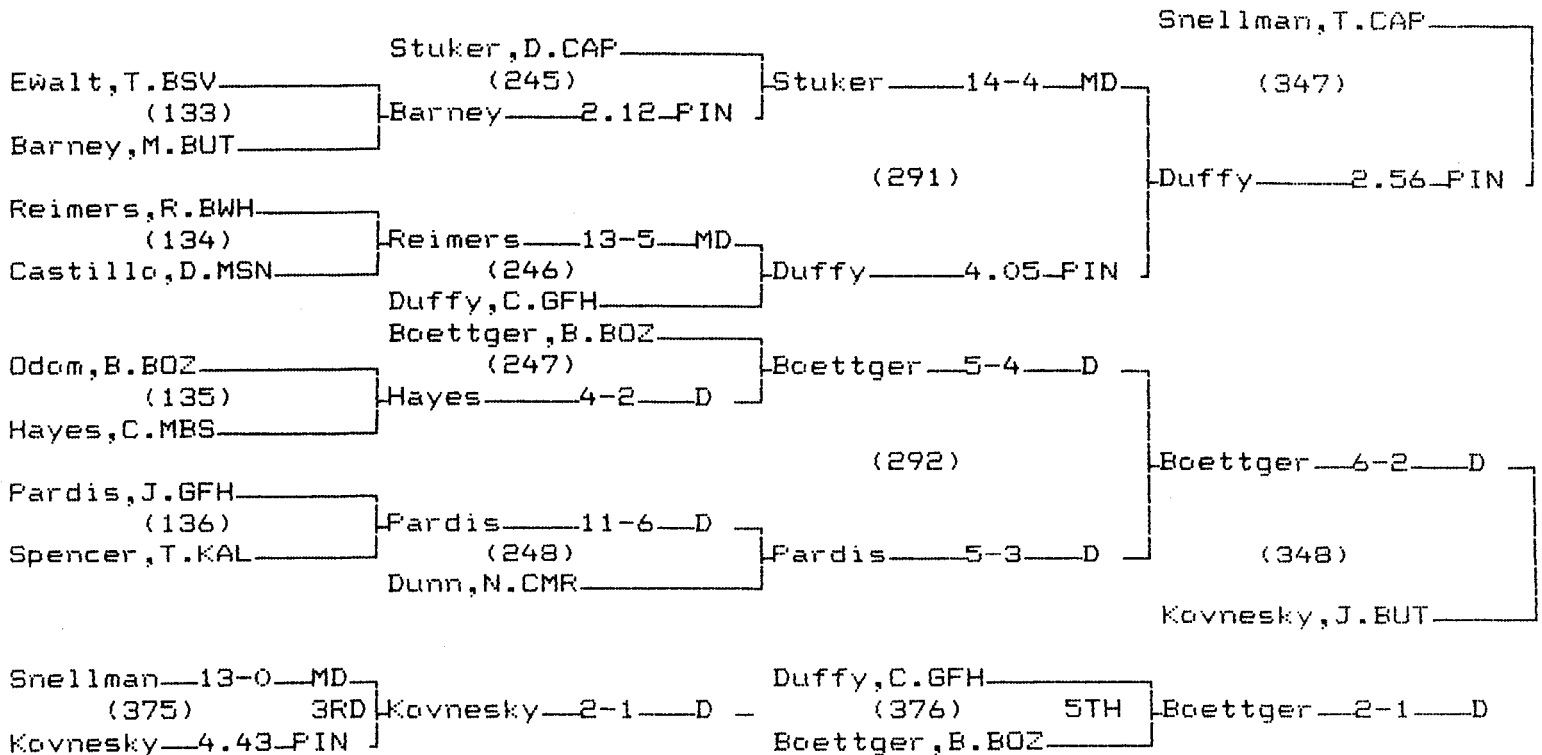 Snellman,T.CAP
Stuker,D.CAP
Ewalt,T.BSV (245) Stuker 14-4 MD (347)
(133) Barney 2.12 PIN
Barney,M.BUT
(291) Duffy 2.56 PIN
Reimers,R.BWH
(134) Reimers 13-5 MD
Castillo,D.MSN (246) Duffy 4.05 PIN
Duffy,C.GFH
Boettger,B.BOZ
Odom,B.BOZ (247) Boettger 5-4 D
(135) Hayes 4-2 D
Hayes,C.MBS
(292) Boettger 6-2 D
Pardis,J.GFH
(136) Pardis 11-6 D
Spencer,T.KAL (248) Pardis 5-3 D (348)
Dunn,N.CMR
Kovnesky,J.BUT
Snellman 13-0 MD Duffy,C.GFH
(375) 3RD Kovnesky 2-1 D (376) 5TH Boettger 2-1 D
Kovnesky 4.43 PIN Boettger,B.BOZ